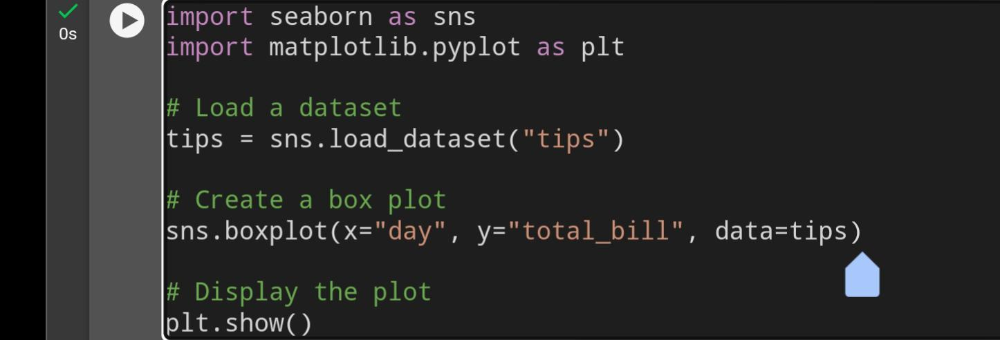 0s
import seaborn as sns
import matplotlib.pyplot as plt
# Load a dataset
tips = sns.load_dataset("tips")
# Create a box plot
sns.boxplot(x="day", y="total_bill", data=tips)
# Display the plot
plt.show()